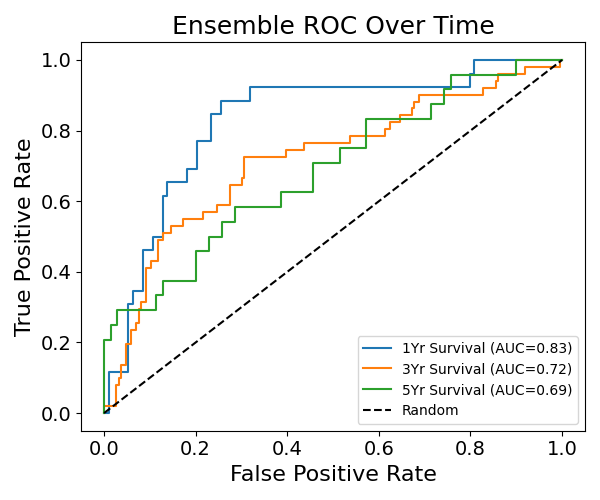 Ensemble ROC Over Time
True Positive Rate
1.0
0.8
0.6
0.4
0.2
0.0
0.0 0.2 0.4 0.6 0.8 1.0
False Positive Rate
1Yr Survival (AUC=0.83)
3Yr Survival (AUC=0.72)
5Yr Survival (AUC=0.69)
Random